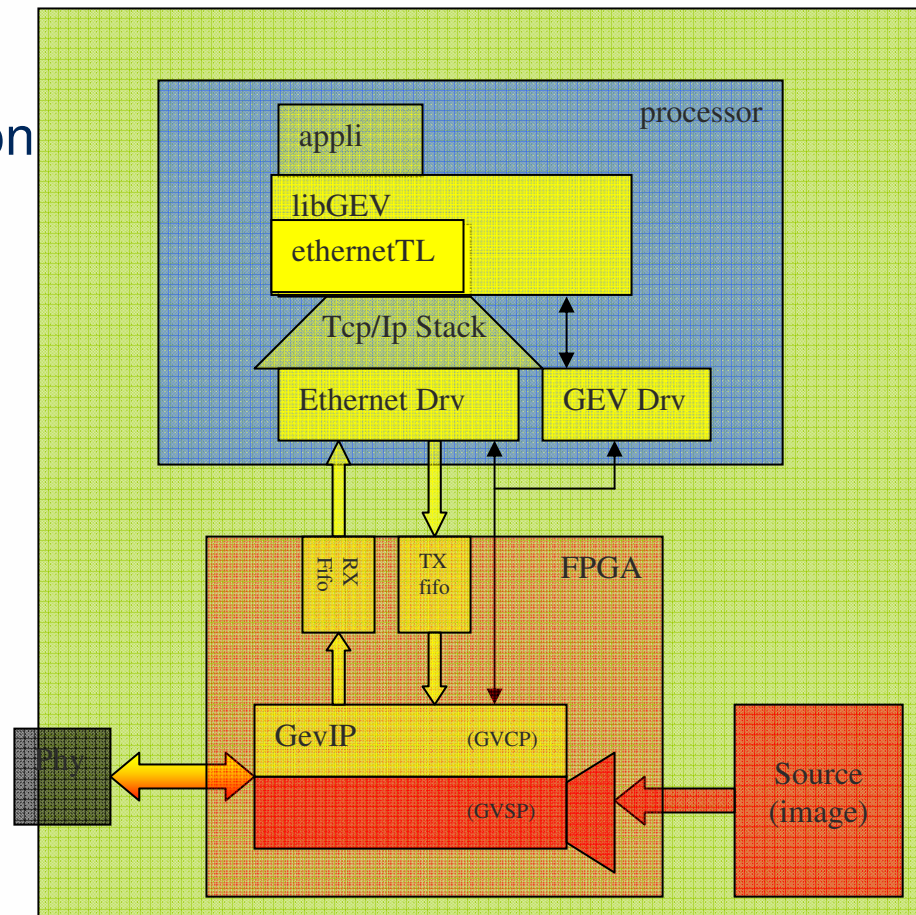 on
processor
appli
libGEV
ethernetTL
Tcp/Ip Stack
Ethernet Drv
GEV Drv
RX
Fifo
TX
fifo
FPGA
GevIP
(GVCP)
Phy
(GVSP)
Source
(image)